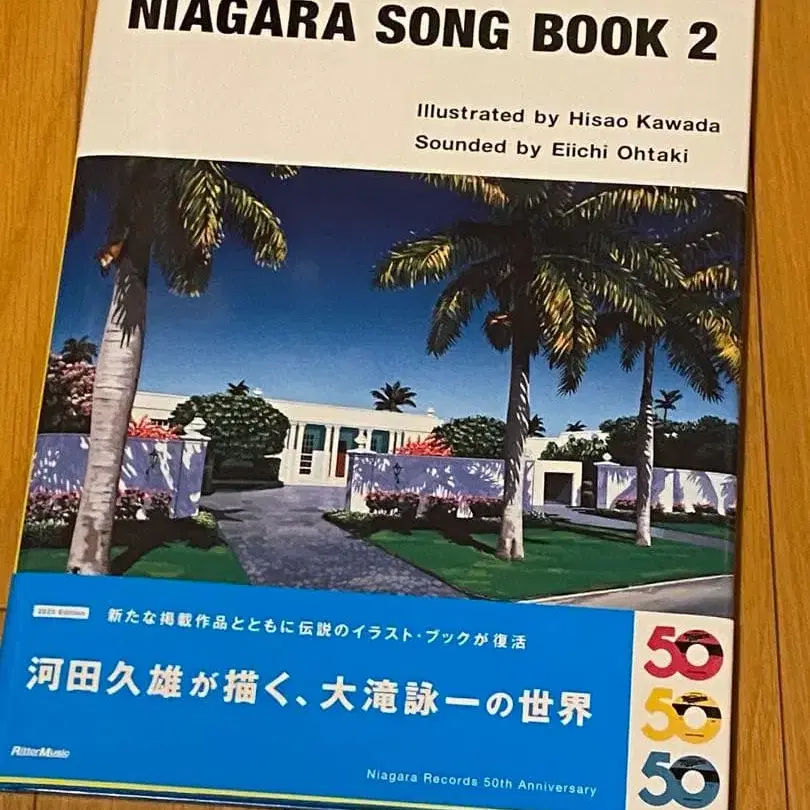 NIAGARA SONG BOOK 2
Illustrated by Hisao Kawada
Sounded by Eiichi Ohtaki
Edition
新たな掲載作品とともに伝説のイラスト・ブックが復活
河田久雄が描く、大滝詠一の世界
RittorMusic
Niagara Records 50th Anniversary
50
50
50